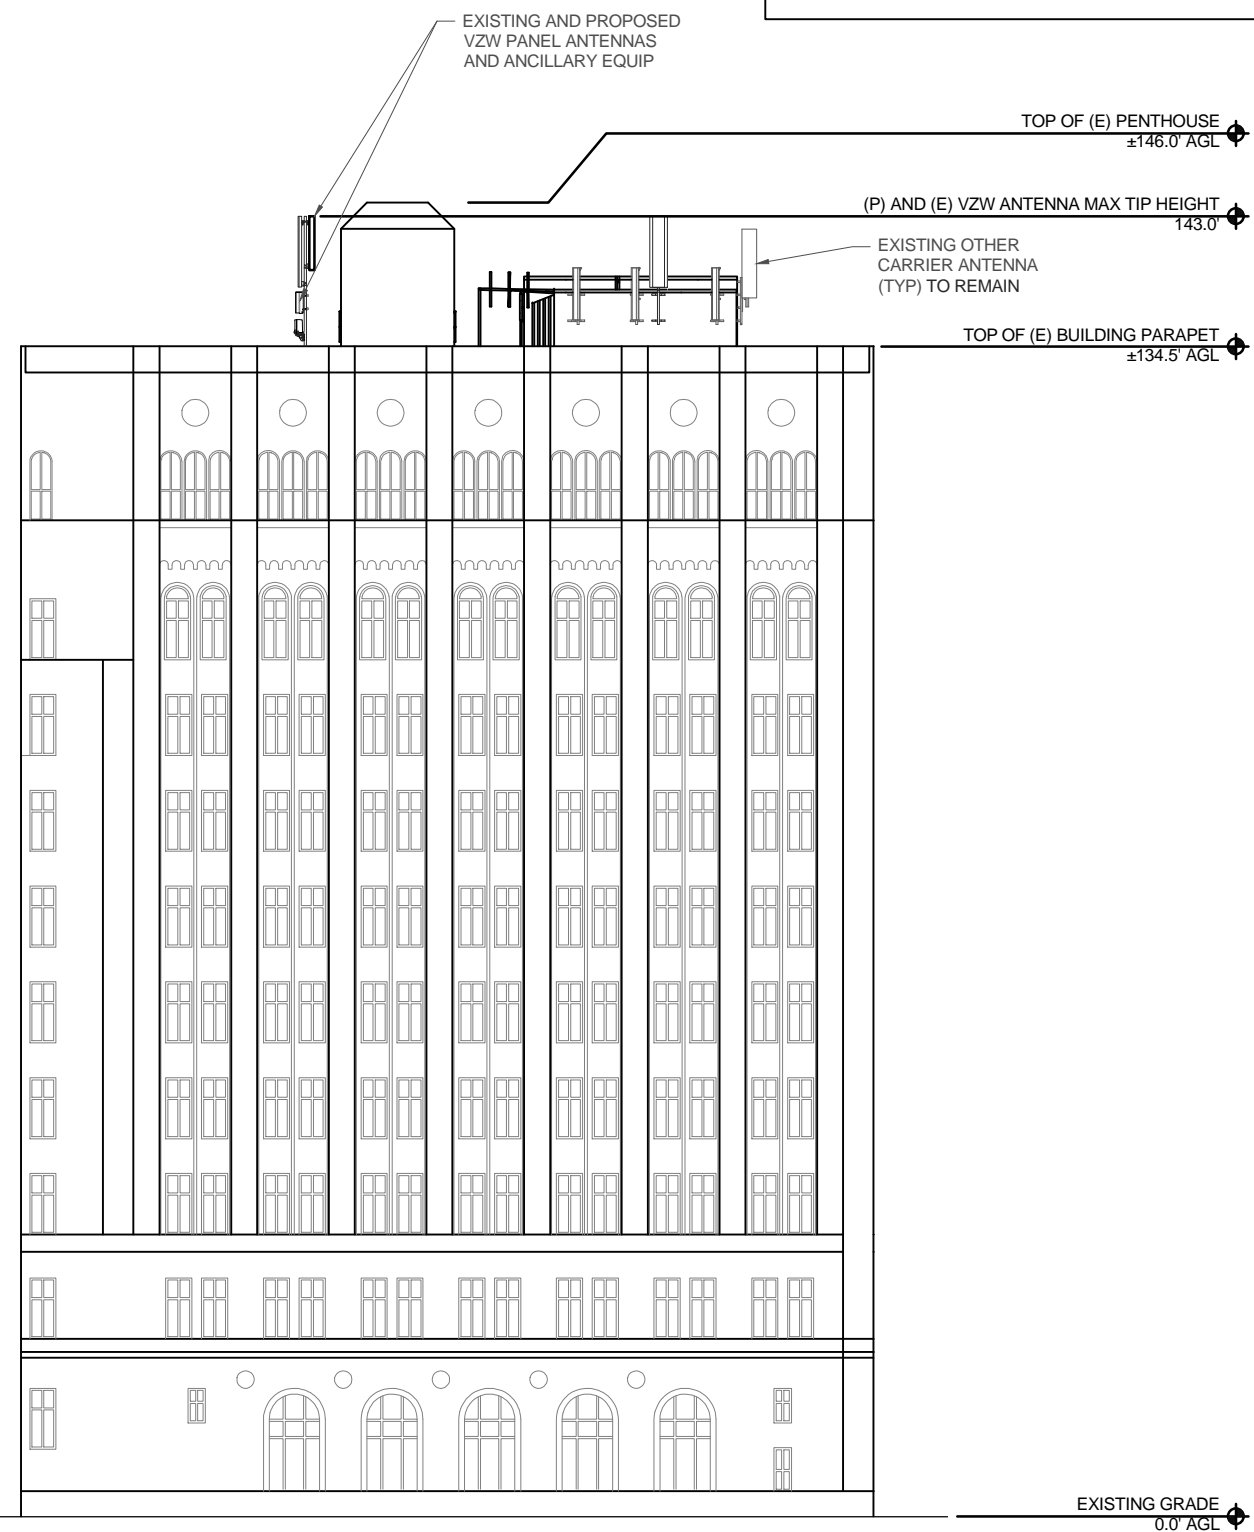 EXISTING AND PROPOSED
VZW PANEL ANTENNAS
AND ANCILLARY EQUIP
TOP OF (E) PENTHOUSE
±146.0' AGL
(P) AND (E) VZW ANTENNA MAX TIP HEIGHT
143.0'
EXISTING OTHER
CARRIER ANTENNA
(TYP) TO REMAIN
TOP OF (E) BUILDING PARAPET
±134.5' AGL
EXISTING GRADE
0.0' AGL